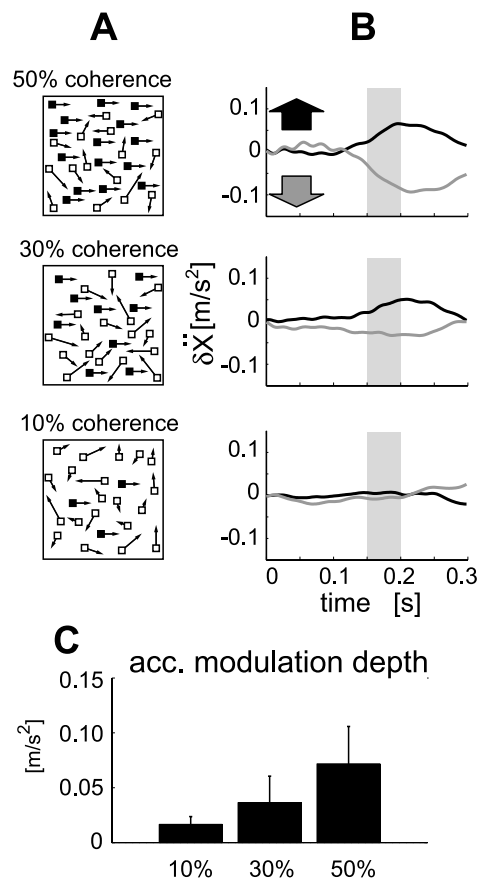 A B
50% coherence
0.1
0
-0.1
30% coherence
δẌ [m/s²]
0.1
0
-0.1
10% coherence
0.1
0
-0.1
0 0.1 0.2 0.3
time [s]
C
acc. modulation depth
[m/s²]
0.15
0.10
0.05
0
10% 30% 50%